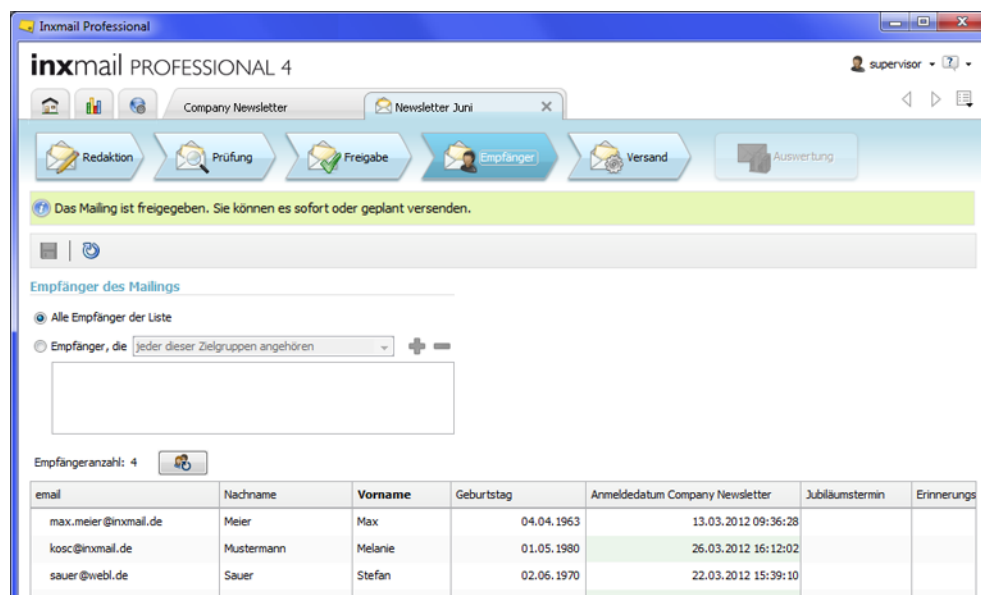 Inxmail Professional
inxmail PROFESSIONAL 4
supervisor
Company Newsletter
Newsletter Juni
Redaktion
Prüfung
Freigabe
Empfänger
Versand
Auswertung
Das Mailing ist freigegeben. Sie können es sofort oder geplant versenden.
Empfänger des Mailings
Alle Empfänger der Liste
Empfänger, die jeder dieser Zielgruppen angehören
Empfängeranzahl: 4
email Nachname Vorname Geburtstag Anmeldedatum Company Newsletter Jubiläumstermin Erinnerungs
max.meier@inxmail.de Meier Max 04.04.1963 13.03.2012 09:36:28
kosc@inxmail.de Mustermann Melanie 01.05.1980 26.03.2012 16:12:02
sauer@webl.de Sauer Stefan 02.06.1970 22.03.2012 15:39:10